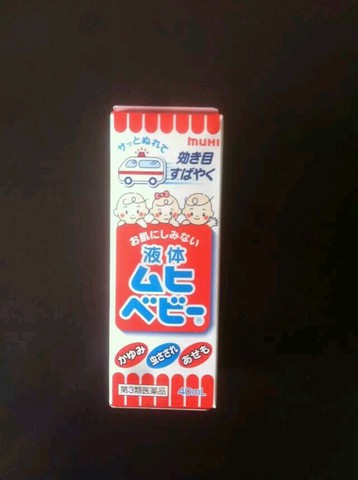 muHI
サッとぬれて
効き目
すばやく
お肌にしみない
液体
ムヒ
ベビー®
かゆみ
虫さされ
あせも
第3類医薬品
40mL